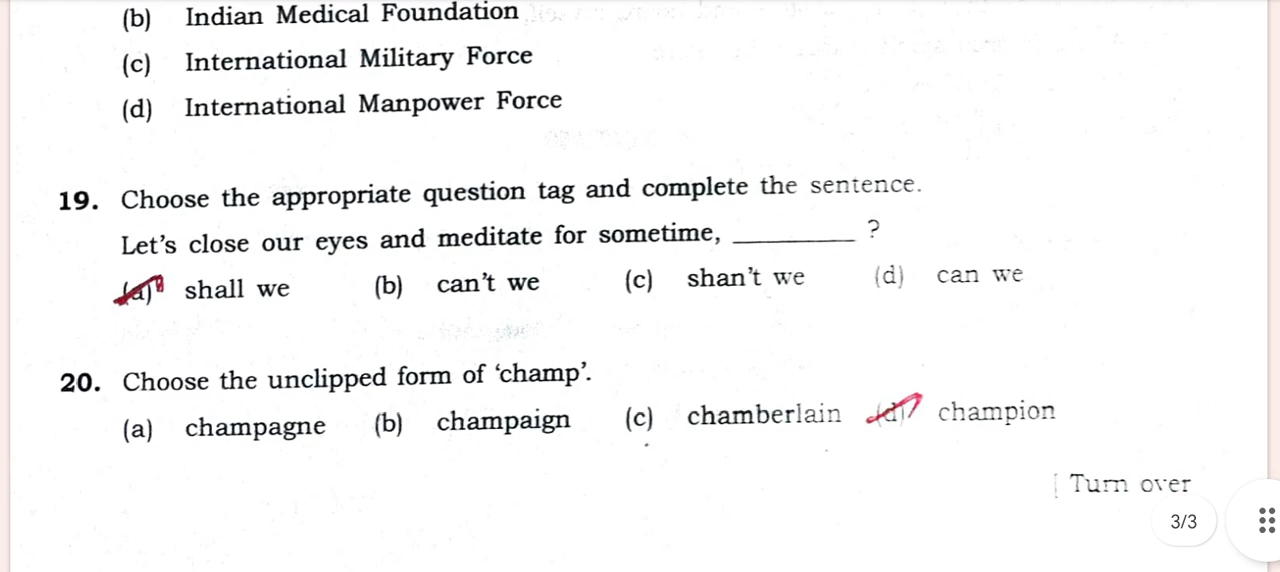 (b) Indian Medical Foundation
(c) International Military Force
(d) International Manpower Force
19. Choose the appropriate question tag and complete the sentence.
Let's close our eyes and meditate for sometime, _________ ?
(a) shall we (b) can't we (c) shan't we (d) can we
20. Choose the unclipped form of 'champ'.
(a) champagne (b) champaign (c) chamberlain (d) champion
[ Turn over
3/3